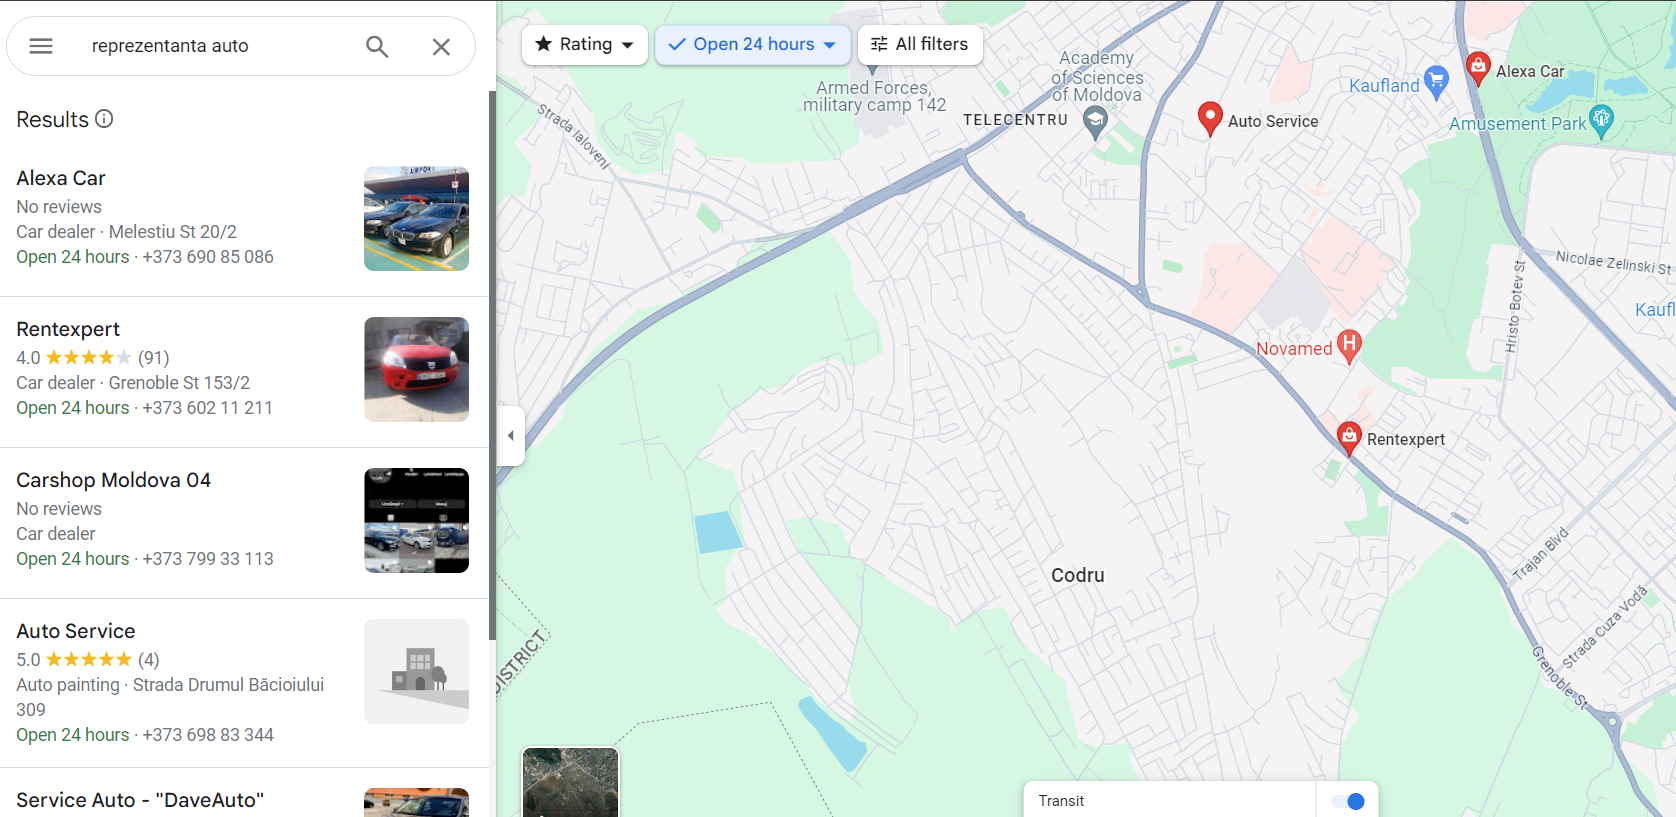 reprezentanta auto
Rating
Open 24 hours
All filters
Results
Alexa Car
No reviews
Car dealer · Melestiu St 20/2
Open 24 hours · +373 690 85 086
AIRPO
Rentexpert
4.0 (91)
Car dealer · Grenoble St 153/2
Open 24 hours · +373 602 11 211
Carshop Moldova 04
No reviews
Car dealer
Open 24 hours · +373 799 33 113
Auto Service
5.0 (4)
Auto painting · Strada Drumul Băcioiului
309
Open 24 hours · +373 698 83 344
Service Auto - "DaveAuto"
Armed Forces,
military camp 142
Academy
of Sciences
of Moldova
TELECENTRU
Auto Service
Kaufland
Alexa Car
Amusement Park
Strada Ialoveni
Nicolae Zelinski St
Hristo Botev St
Kaufl
Novamed
Rentexpert
Codru
Trajan Blvd
Strada Cuza Vodă
Grenoble St
DISTRICT
Transit